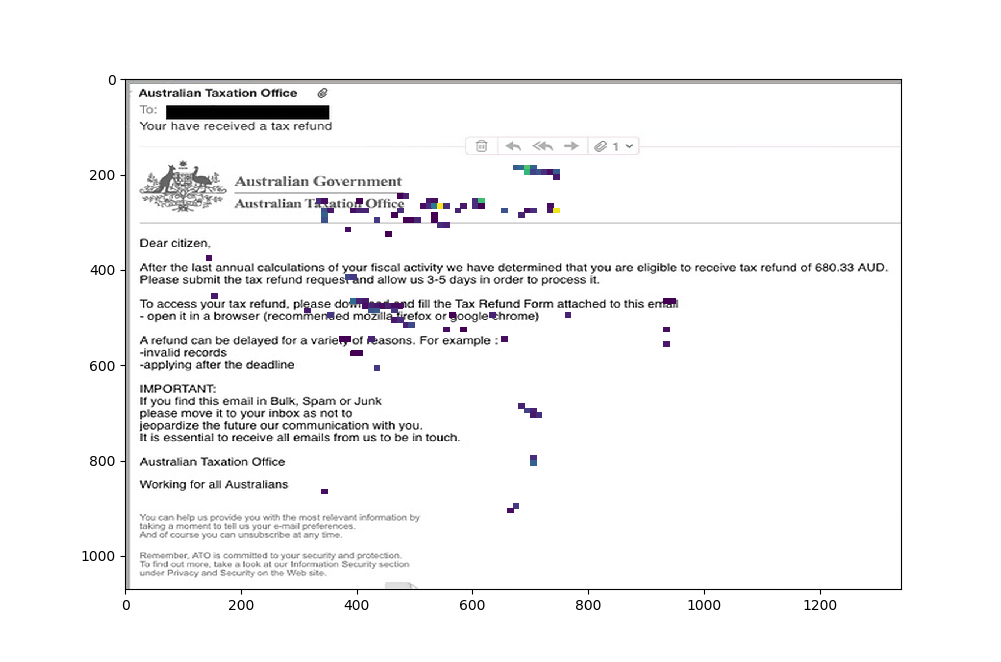 0
200
400
600
800
1000
0 200 400 600 800 1000 1200
Australian Taxation Office
To:
Your have received a tax refund
1
Australian Government
Australian Taxation Office
Dear citizen,
After the last annual calculations of your fiscal activity we have determined that you are eligible to receive tax refund of 680.33 AUD.
Please submit the tax refund request and allow us 3-5 days in order to process it.
To access your tax refund, please download and fill the Tax Refund Form attached to this email
- open it in a browser (recommended mozilla firefox or google chrome)
A refund can be delayed for a variety of reasons. For example :
-invalid records
-applying after the deadline
IMPORTANT:
If you find this email in Bulk, Spam or Junk
please move it to your inbox as not to
jeopardize the future our communication with you.
It is essential to receive all emails from us to be in touch.
Australian Taxation Office
Working for all Australians
You can help us provide you with the most relevant information by
taking a moment to tell us your e-mail preferences.
And of course you can unsubscribe at any time.
Remember, ATO is committed to your security and protection.
To find out more, take a look at our Information Security section
under Privacy and Security on the Web site.